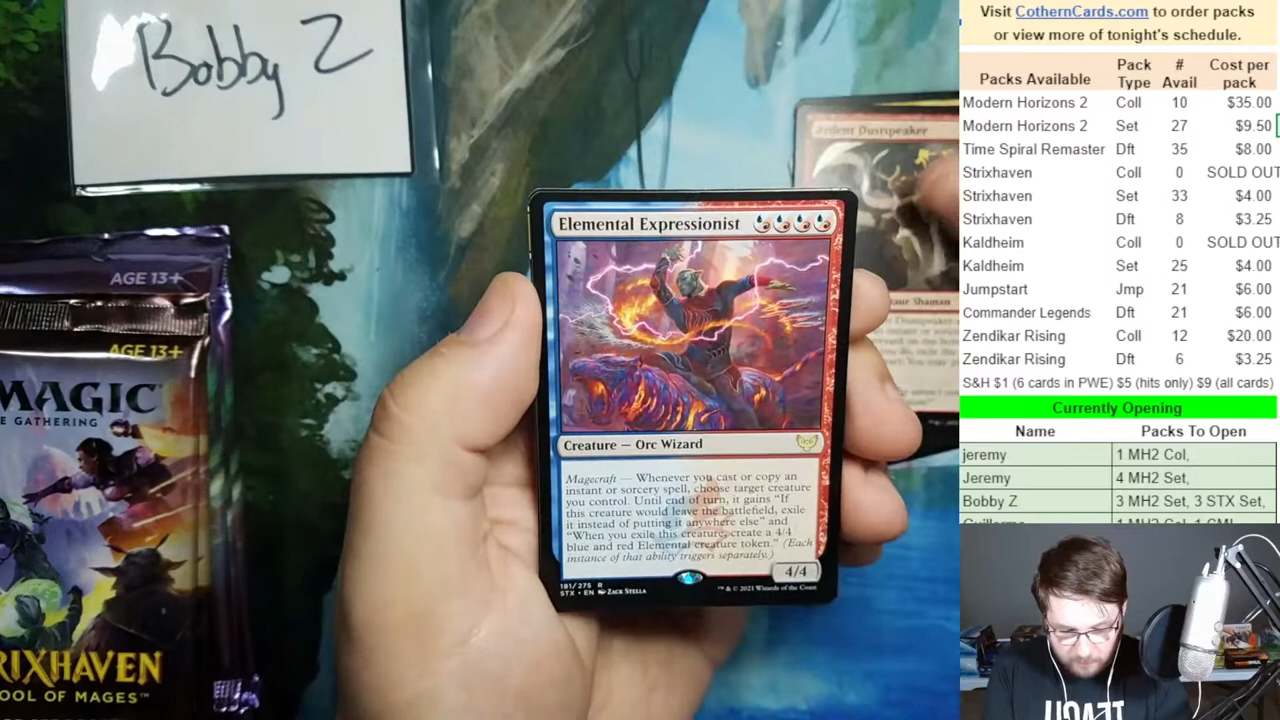 Bobby Z
AGE 13+
AGE 13+
MAGIC
E GATHERING
RIXHAVEN
OOL OF MAGES™
Ardent Dustspeaker
aur Shaman
Elemental Expressionist
Creature — Orc Wizard
Magecraft — Whenever you cast or copy an
instant or sorcery spell, choose target creature
you control. Until end of turn, it gains "If
this creature would leave the battlefield, exile
it instead of putting it anywhere else" and
"When you exile this creature, create a 4/4
blue and red Elemental creature token." (Each
instance of that ability triggers separately.)
4/4
181/275 R
STX • EN ZACK STELLA
™ & © 2021 Wizards of the Coast
Visit CothernCards.com to order packs
or view more of tonight's schedule.
Packs Available Pack Type # Avail Cost per pack
Modern Horizons 2 Coll 10 $35.00
Modern Horizons 2 Set 27 $9.50
Time Spiral Remaster Dft 35 $8.00
Strixhaven Coll 0 SOLD OUT
Strixhaven Set 33 $4.00
Strixhaven Dft 8 $3.25
Kaldheim Coll 0 SOLD OUT
Kaldheim Set 25 $4.00
Jumpstart Jmp 21 $6.00
Commander Legends Dft 21 $6.00
Zendikar Rising Coll 12 $20.00
Zendikar Rising Dft 6 $3.25
S&H $1 (6 cards in PWE) $5 (hits only) $9 (all cards)
Currently Opening
Name Packs To Open
jeremy 1 MH2 Col,
Jeremy 4 MH2 Set,
Bobby Z 3 MH2 Set, 3 STX Set,